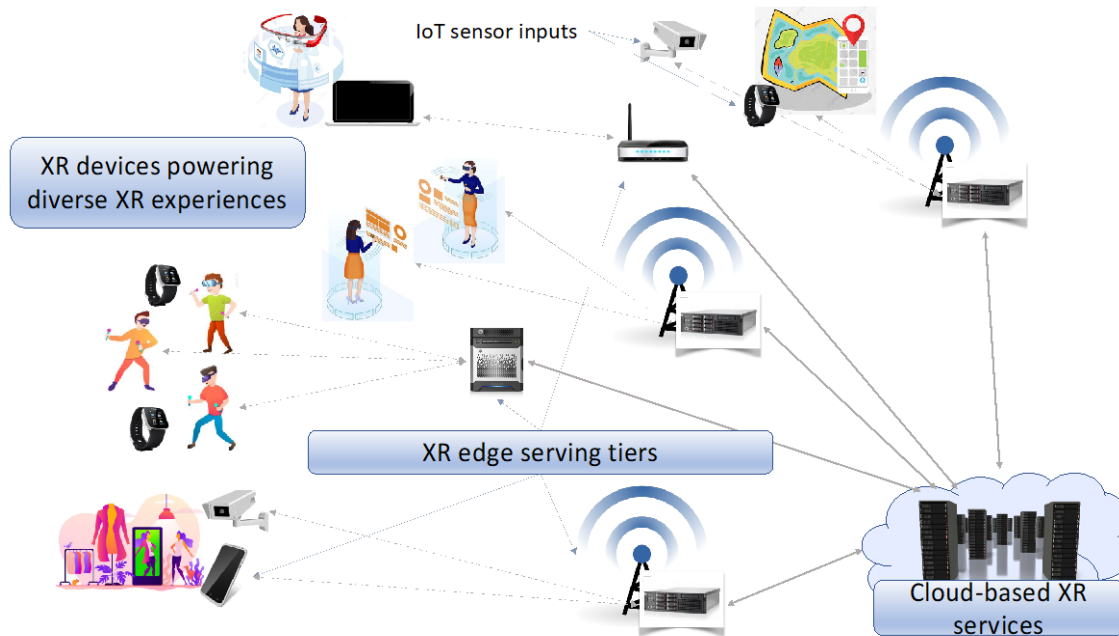 IoT sensor inputs
XR devices powering
diverse XR experiences
XR edge serving tiers
Cloud-based XR
services